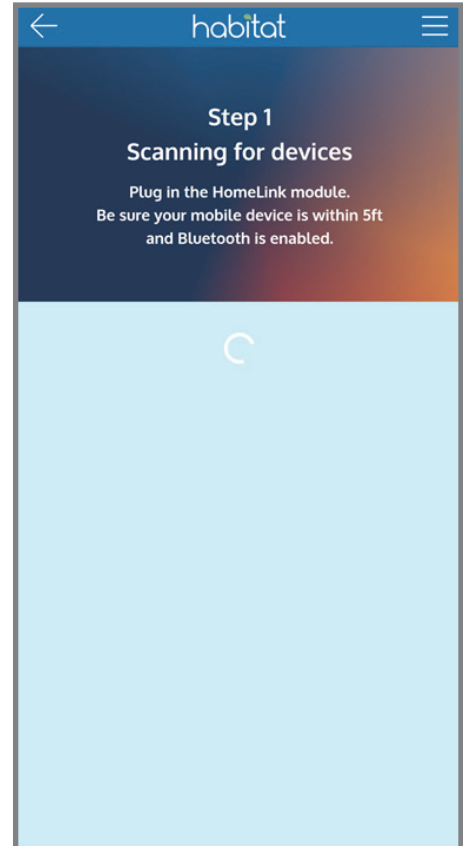 habitat
Step 1
Scanning for devices
Plug in the HomeLink module.
Be sure your mobile device is within 5ft
and Bluetooth is enabled.